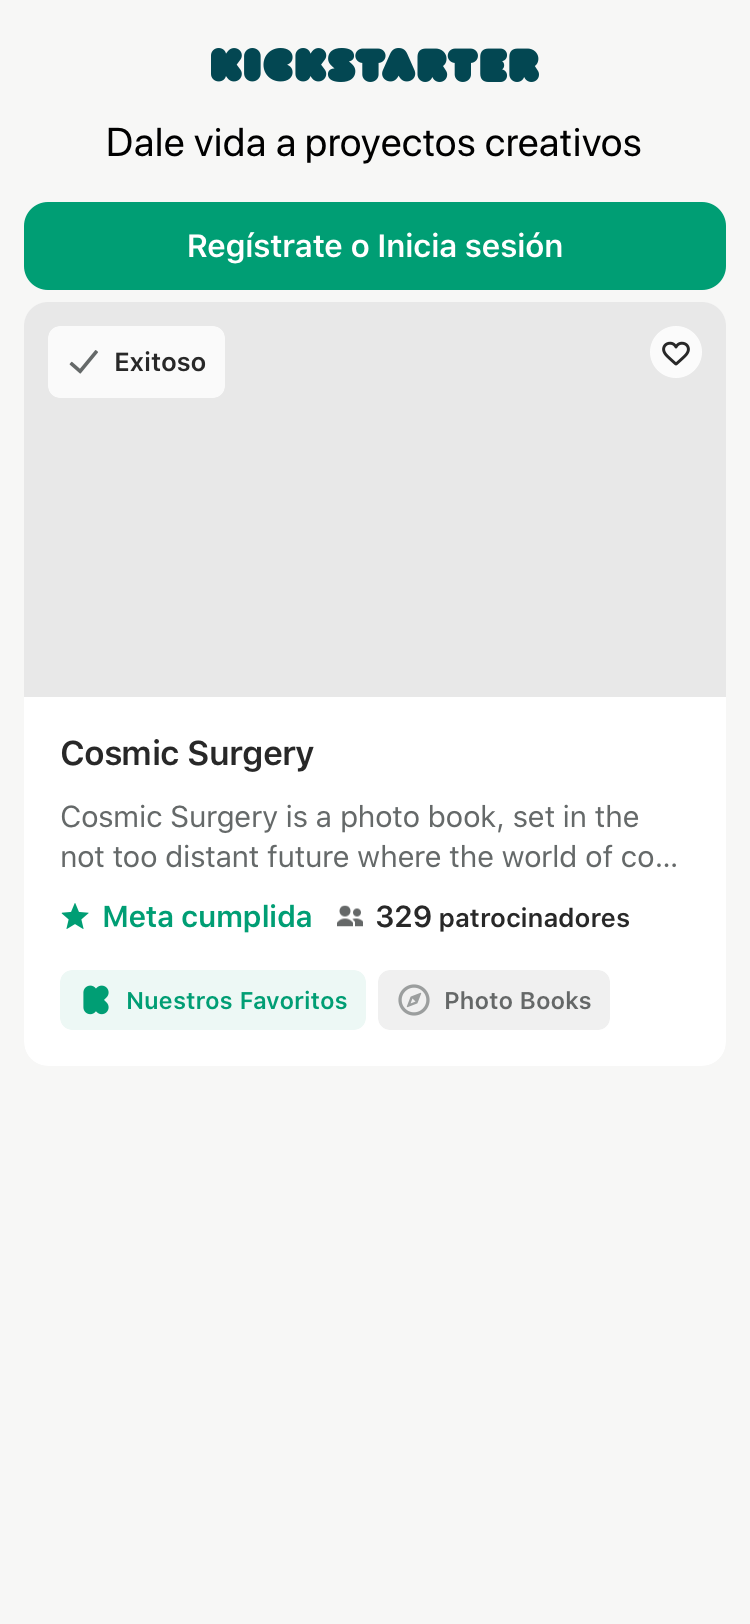 KICKSTARTER
Dale vida a proyectos creativos
Regístrate o Inicia sesión
Exitoso
Cosmic Surgery
Cosmic Surgery is a photo book, set in the
not too distant future where the world of co...
Meta cumplida 329 patrocinadores
Nuestros Favoritos Photo Books